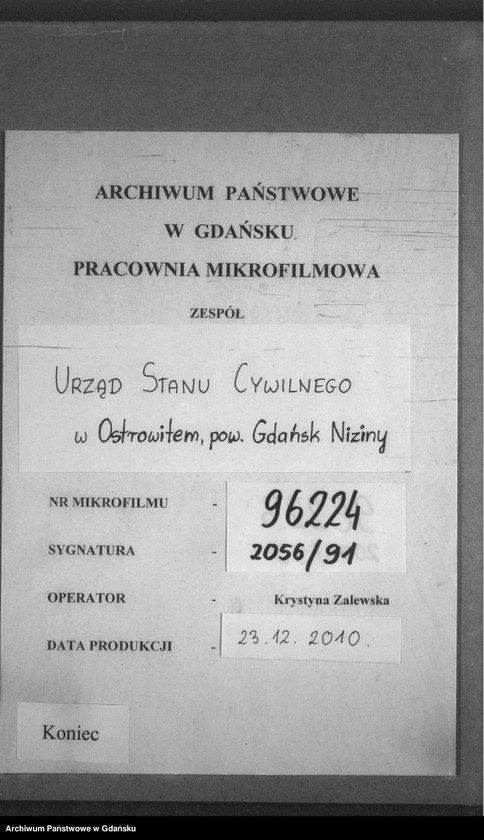 ARCHIWUM PAŃSTWOWE
W GDAŃSKU
PRACOWNIA MIKROFILMOWA
ZESPÓŁ
URZĄD STANU CYWILNEGO
w Ostrowitem, pow. Gdańsk Niziny
NR MIKROFILMU - 96224
SYGNATURA - 2056/91
OPERATOR - Krystyna Zalewska
DATA PRODUKCJI - 23.12.2010.
Koniec
Archiwum Państwowe w Gdańsku